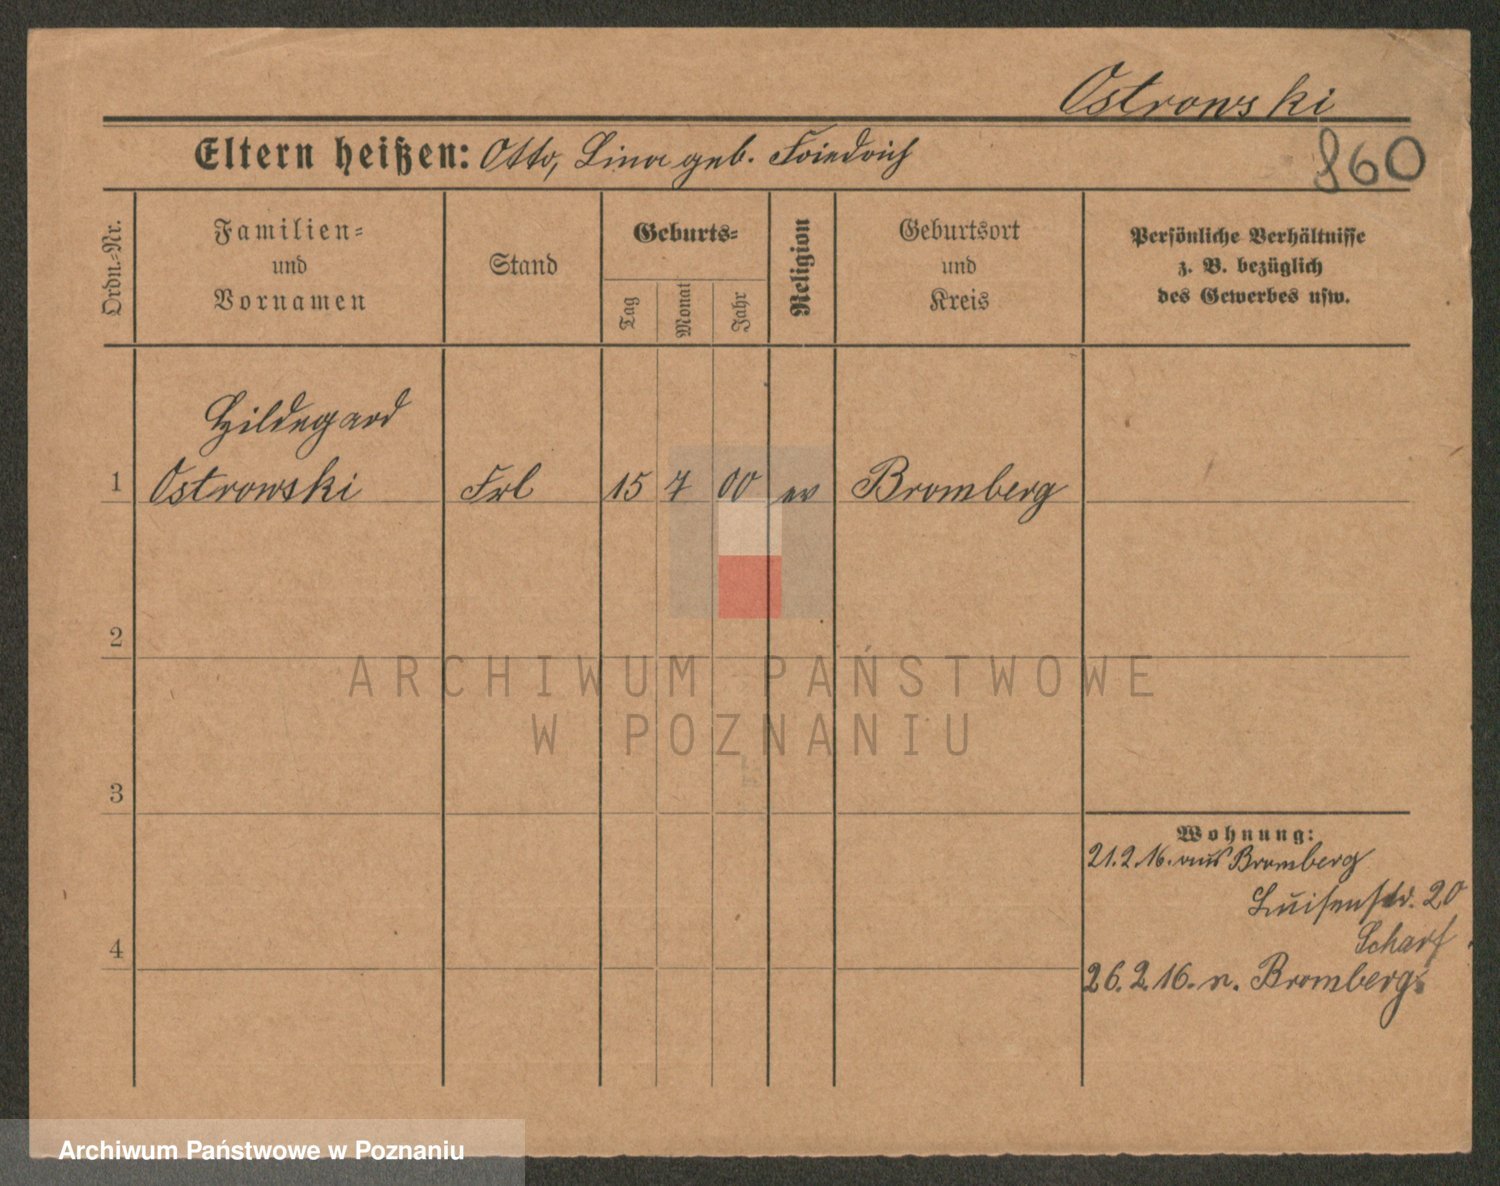 Ostrowski
Eltern heißen: Otto, Lina geb. Friedrich
860
Ordn.-Nr.
Familien-
und
Vornamen
Stand
Geburts-
Tag
Monat
Jahr
Religion
Geburtsort
und
Kreis
Persönliche Verhältnisse
z. B. bezüglich
des Gewerbes usw.
Hildegard
1 Ostrowski Frl 15 7 00 ev Bromberg
2
ARCHIWUM PAŃSTWOWE
W POZNANIU
3
Wohnung:
21.2.16. aus Bromberg
Luisenstr. 20
Scharf
4
26.2.16. n. Bromberg
Archiwum Państwowe w Poznaniu